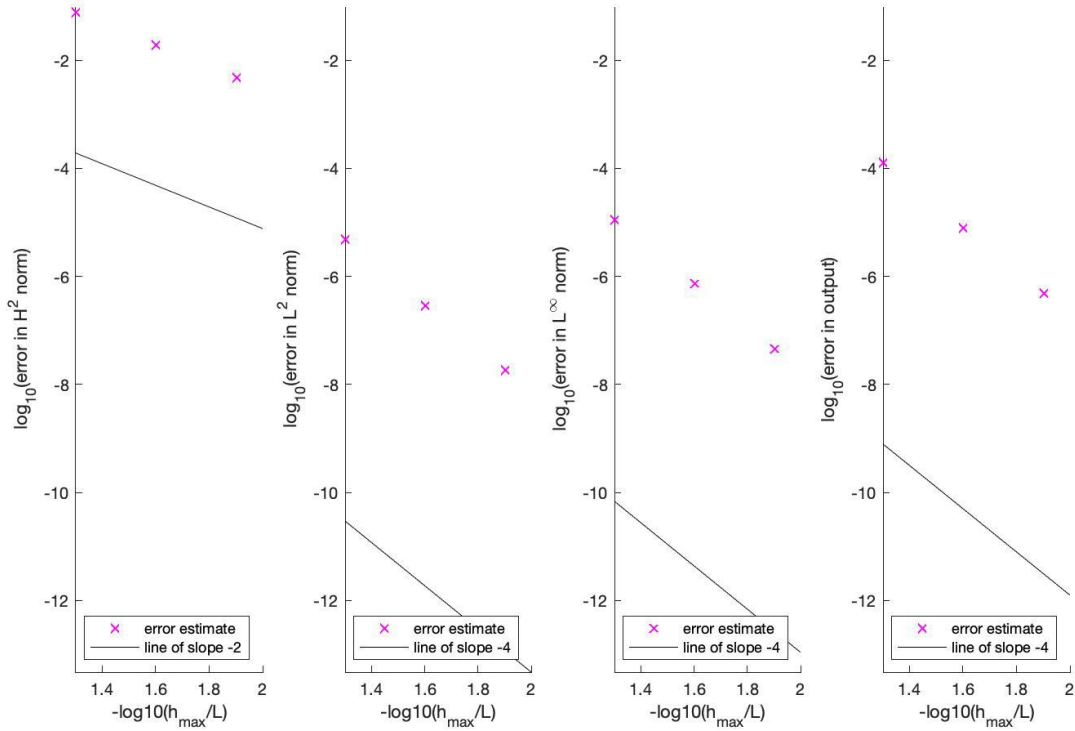 log₁₀(error in H² norm)
-2
-4
-6
-8
-10
-12
1.4 1.6 1.8 2
-log10(hₘₐₓ/L)
error estimate
line of slope -2
log₁₀(error in L² norm)
-2
-4
-6
-8
-10
-12
1.4 1.6 1.8 2
-log10(hₘₐₓ/L)
error estimate
line of slope -4
log₁₀(error in L^∞ norm)
-2
-4
-6
-8
-10
-12
1.4 1.6 1.8 2
-log10(hₘₐₓ/L)
error estimate
line of slope -4
log₁₀(error in output)
-2
-4
-6
-8
-10
-12
1.4 1.6 1.8 2
-log10(hₘₐₓ/L)
error estimate
line of slope -4